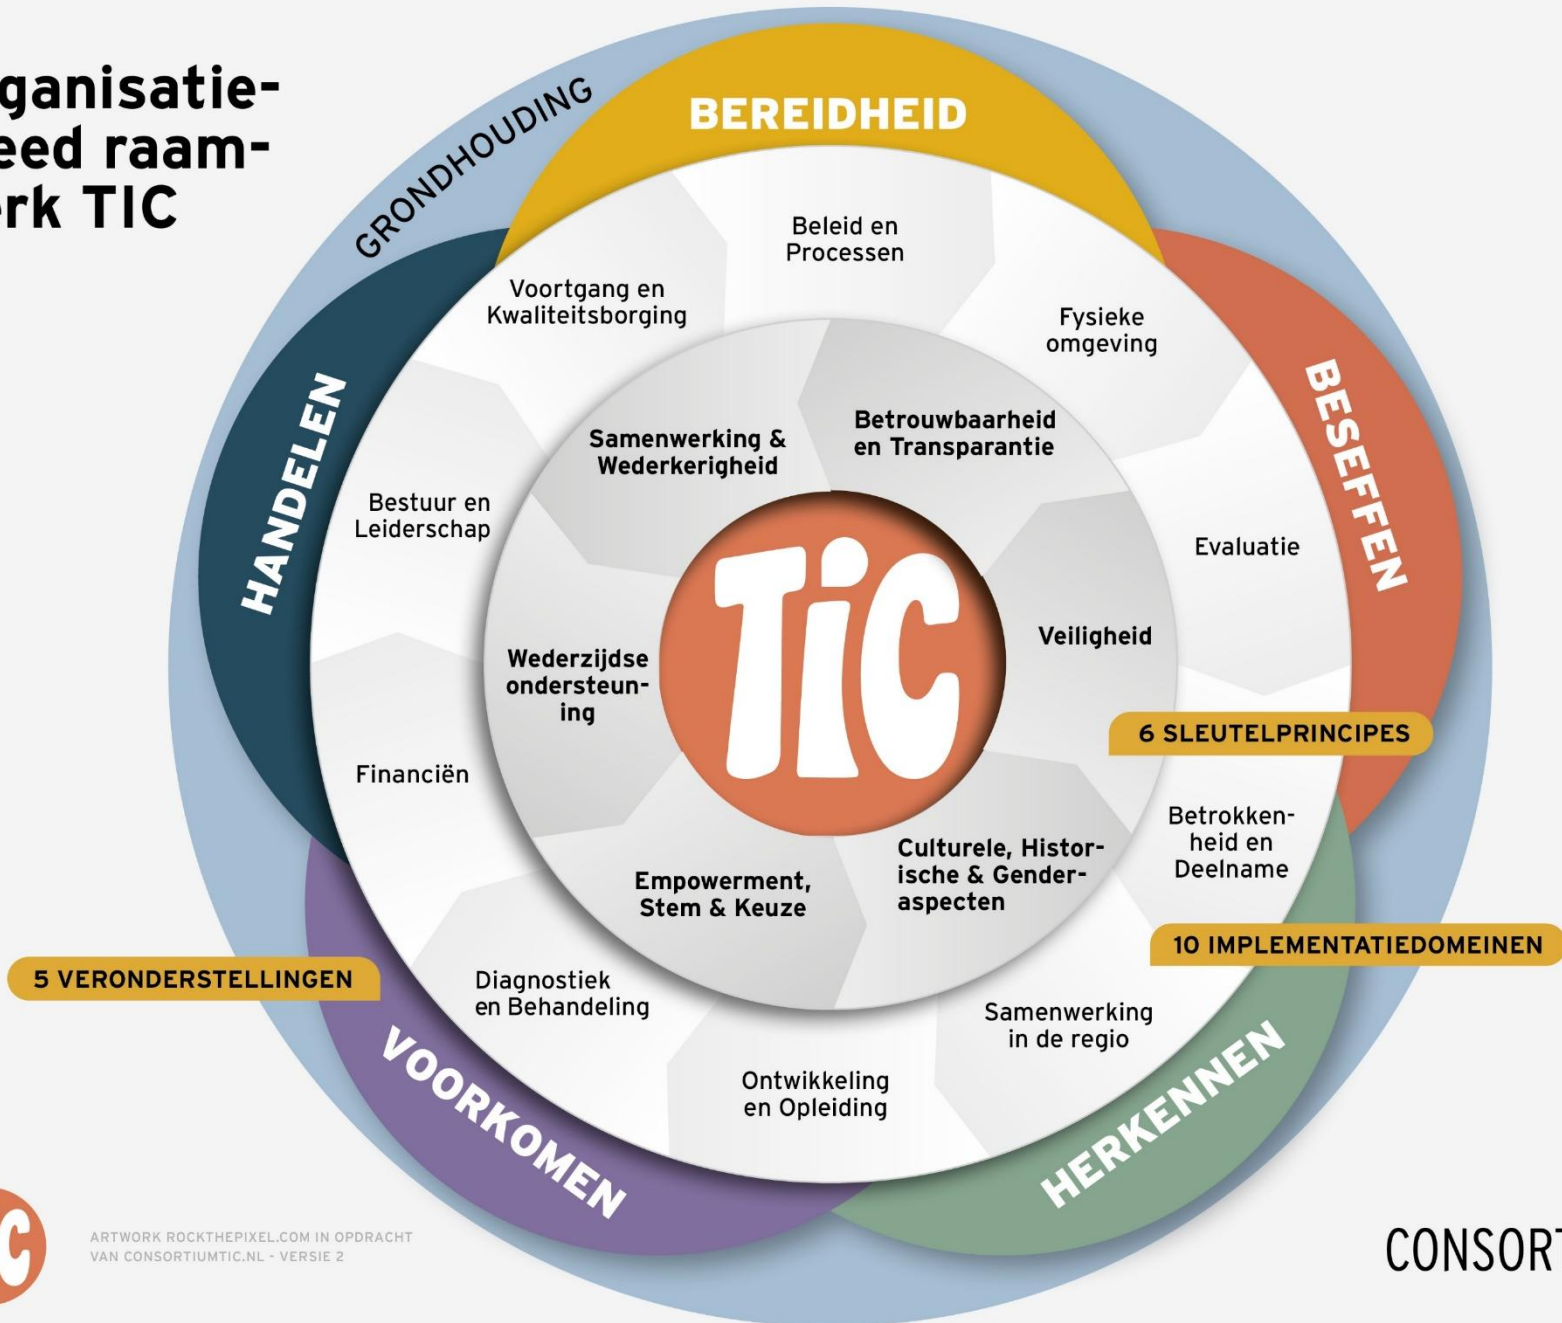 ganisatie-
eed raam-
erk TIC
GRONDHOUDING
BEREIDHEID
BESEFFEN
HERKENNEN
VOORKOMEN
HANDELEN
Beleid en
Processen
Fysieke
omgeving
Evaluatie
Betrokken-
heid en
Deelname
Samenwerking
in de regio
Ontwikkeling
en Opleiding
Diagnostiek
en Behandeling
Financiën
Bestuur en
Leiderschap
Voortgang en
Kwaliteitsborging
Samenwerking &
Wederkerigheid
Betrouwbaarheid
en Transparantie
Veiligheid
Culturele, Histor-
ische & Gender-
aspecten
Empowerment,
Stem & Keuze
Wederzijdse
ondersteun-
ing
TiC
6 SLEUTELPRINCIPES
10 IMPLEMENTATIEDOMEINEN
5 VERONDERSTELLINGEN
C
ARTWORK ROCKTHEPIXEL.COM IN OPDRACHT
VAN CONSORTIUMTIC.NL - VERSIE 2
CONSORT